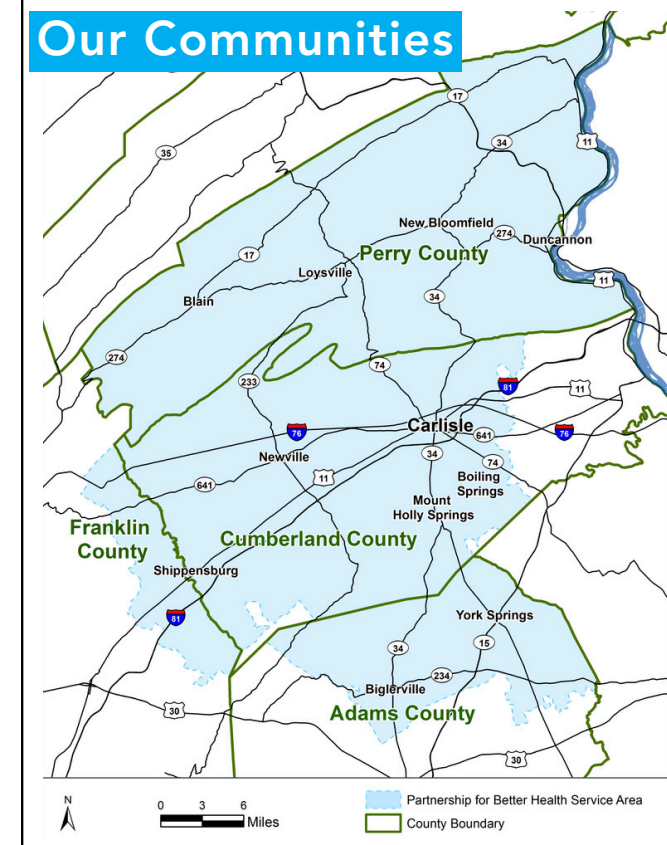 Our Communities
17
35
34
11
New Bloomfield
274
Duncannon
Perry County
17
Loysville
11
Blain
34
274
74
233
81
11
Carlisle
76
641
76
34
Newville
74
11
641
Boiling
Springs
Mount
Holly Springs
Franklin
County
Cumberland County
Shippensburg
81
York Springs
34
15
234
Biglerville
30
Adams County
30
N
0 3 6
Miles
Partnership for Better Health Service Area
County Boundary